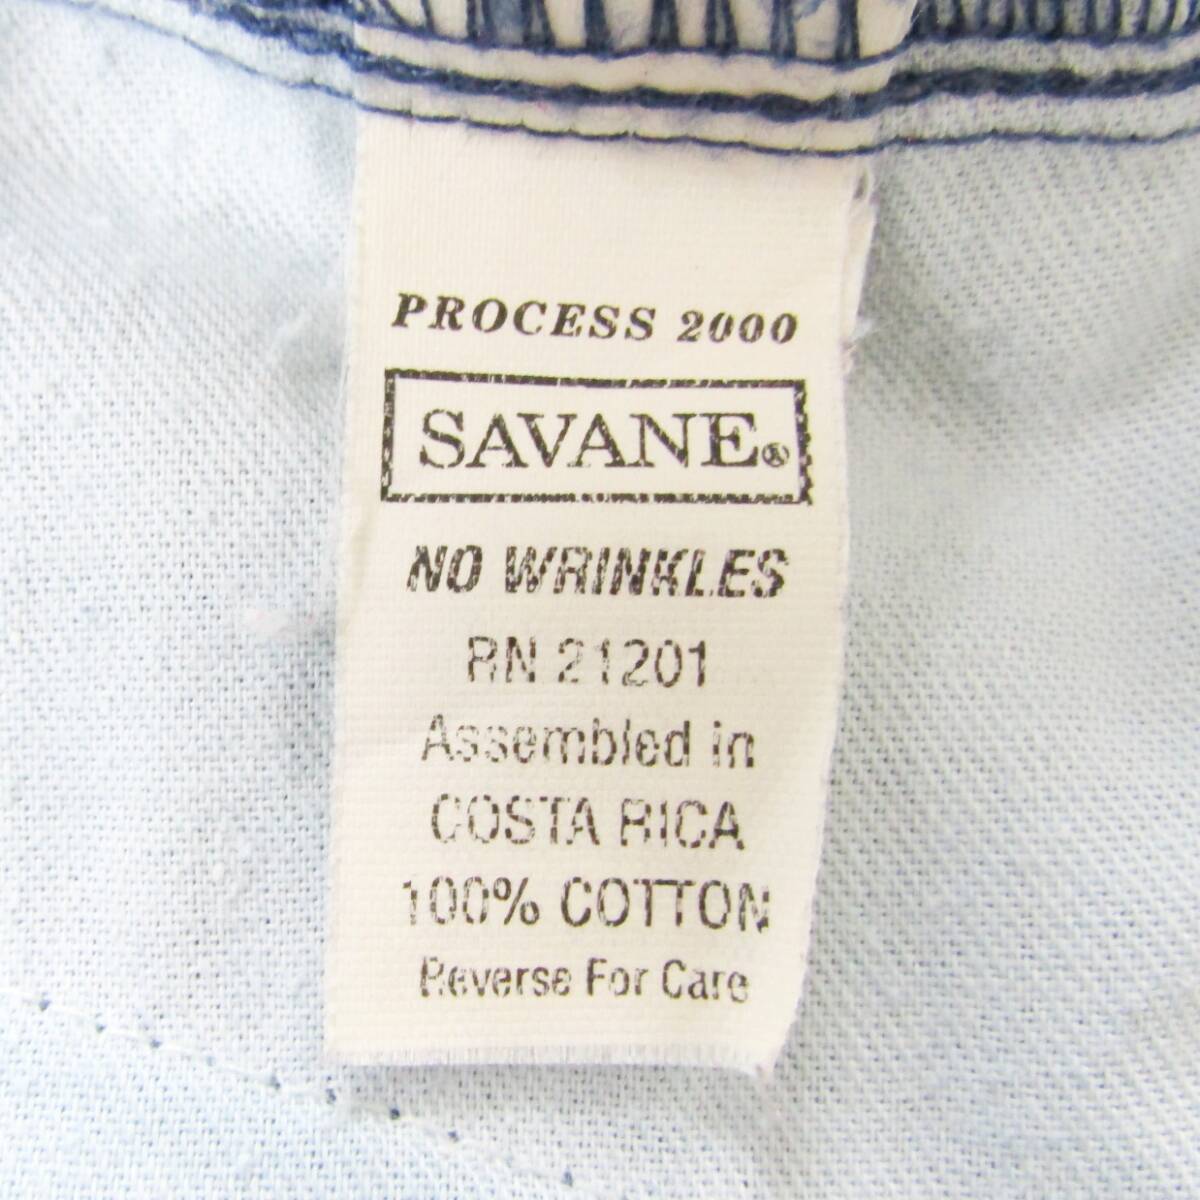 PROCESS 2000
SAVANE®
NO WRINKLES
RN 21201
Assembled in
COSTA RICA
100% COTTON
Reverse For Care